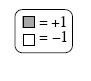 = +1
= −1